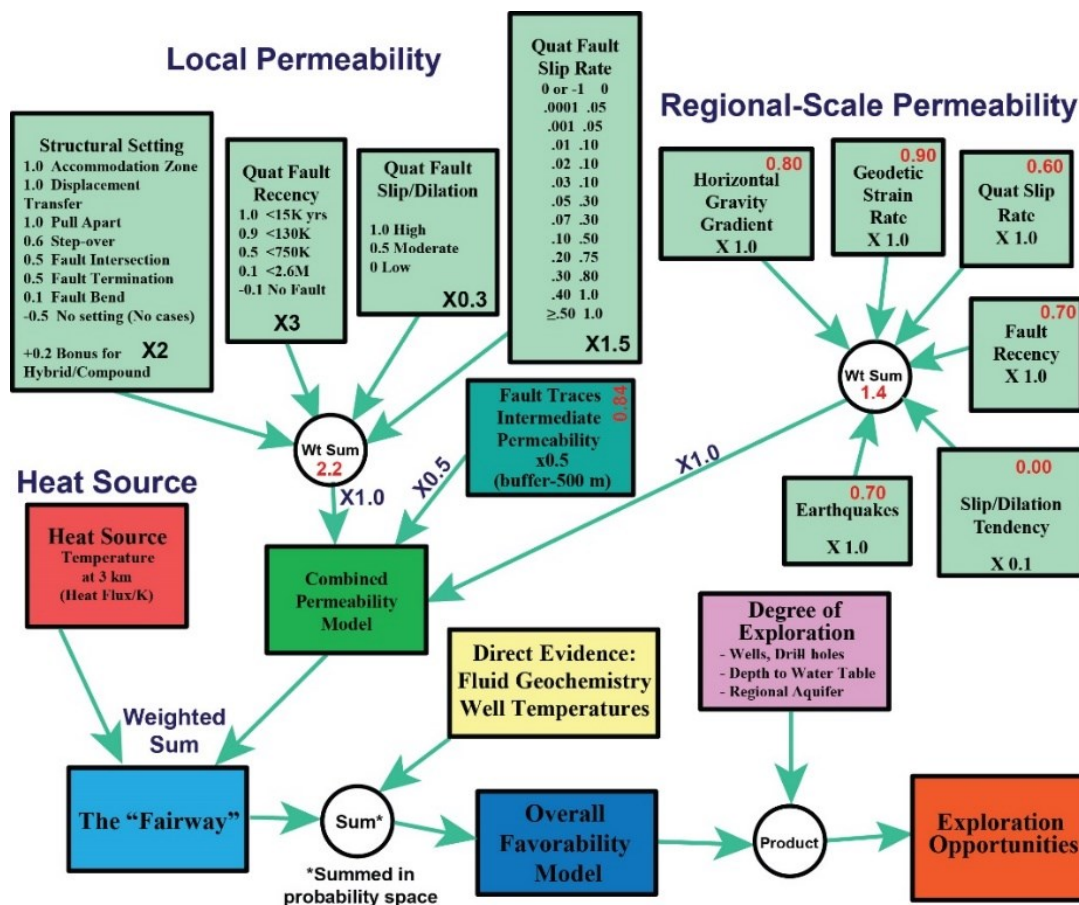 Local Permeability
Structural Setting
1.0 Accommodation Zone
1.0 Displacement
Transfer
1.0 Pull Apart
0.6 Step-over
0.5 Fault Intersection
0.5 Fault Termination
0.1 Fault Bend
-0.5 No setting (No cases)
+0.2 Bonus for
Hybrid/Compound
X2
Quat Fault
Recency
1.0 <15K yrs
0.9 <130K
0.5 <750K
0.1 <2.6M
-0.1 No Fault
X3
Quat Fault
Slip/Dilation
1.0 High
0.5 Moderate
0 Low
X0.3
Quat Fault
Slip Rate
0 or -1 0
.0001 .05
.001 .05
.01 .10
.02 .10
.03 .10
.05 .30
.07 .30
.10 .50
.20 .75
.30 .80
.40 1.0
≥.50 1.0
X1.5
Regional-Scale Permeability
0.80
Horizontal
Gravity
Gradient
X 1.0
0.90
Geodetic
Strain
Rate
X 1.0
0.60
Quat Slip
Rate
X 1.0
0.70
Fault
Recency
X 1.0
0.00
Slip/Dilation
Tendency
X 0.1
0.70
Earthquakes
X 1.0
Wt Sum
1.4
X1.0
Wt Sum
2.2
X1.0
Fault Traces
Intermediate
Permeability
x0.5
(buffer-500 m)
0.84
X0.5
Heat Source
Heat Source
Temperature
at 3 km
(Heat Flux/K)
Combined
Permeability
Model
Weighted
Sum
The “Fairway”
Direct Evidence:
Fluid Geochemistry
Well Temperatures
Sum*
*Summed in
probability space
Overall
Favorability
Model
Degree of
Exploration
- Wells, Drill holes
- Depth to Water Table
- Regional Aquifer
Product
Exploration
Opportunities